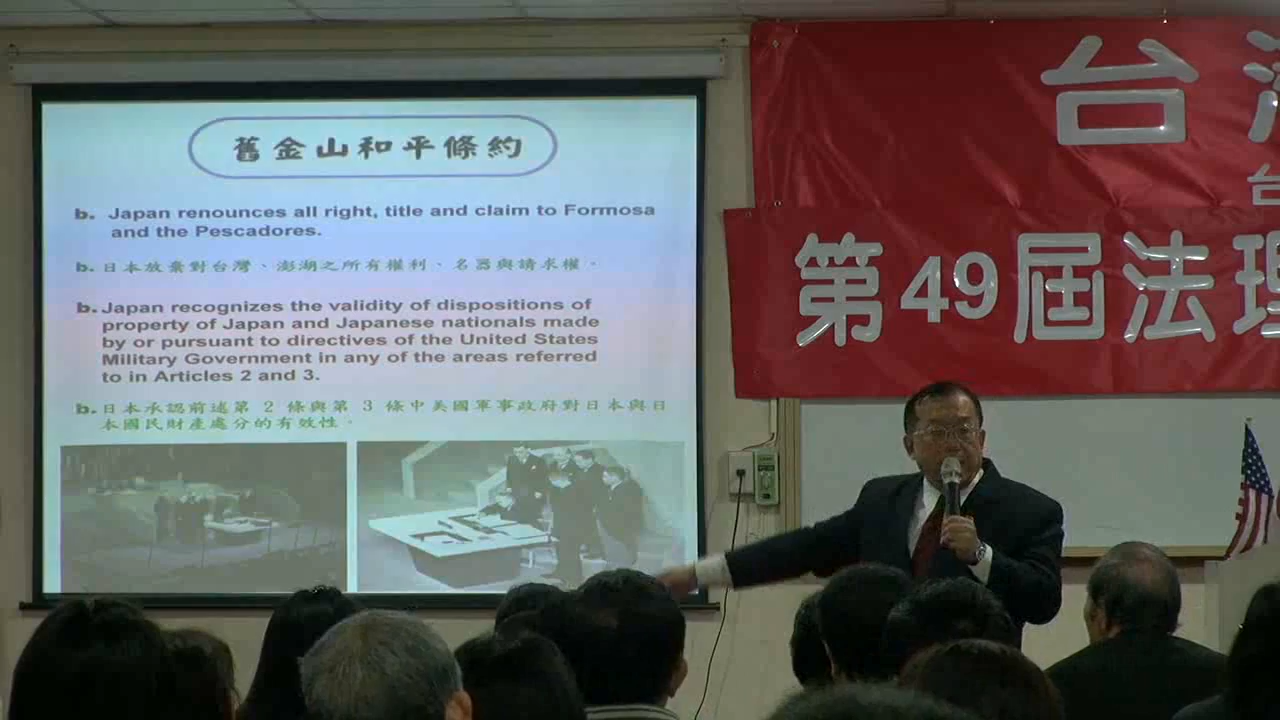 舊金山和平條約
b. Japan renounces all right, title and claim to Formosa
and the Pescadores.
b. 日本放棄對台灣、澎湖之所有權利、名器與請求權。
b. Japan recognizes the validity of dispositions of
property of Japan and Japanese nationals made
by or pursuant to directives of the United States
Military Government in any of the areas referred
to in Articles 2 and 3.
b. 日本承認前述第 2 條與第 3 條中美國軍事政府對日本與日
本國民財產處分的有效性。
台灣
台
第49屆法理